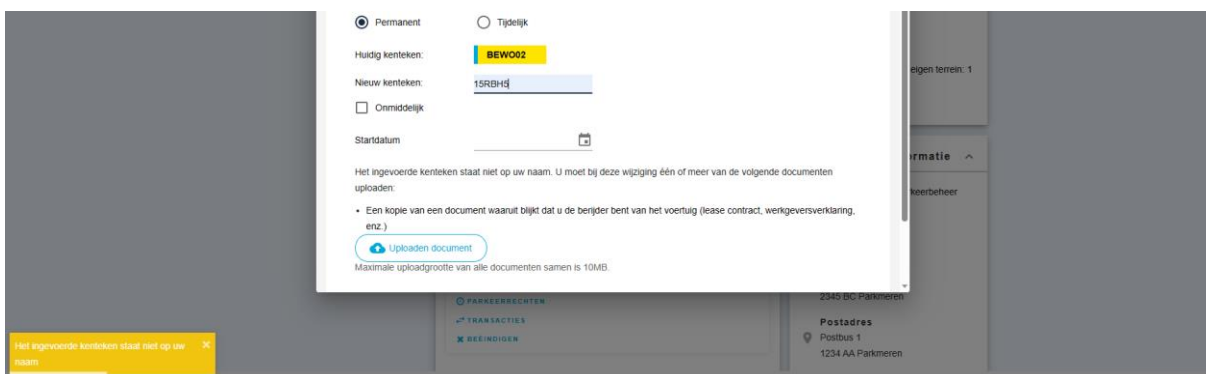 Permanent
Tijdelijk
Huidig kenteken:
BEWO02
Nieuw kenteken:
15RBH5
Onmiddelijk
Startdatum
Het ingevoerde kenteken staat niet op uw naam. U moet bij deze wijziging één of meer van de volgende documenten
uploaden:
• Een kopie van een document waaruit blijkt dat u de berijder bent van het voertuig (lease contract, werkgeversverklaring,
enz.)
Uploaden document
Maximale uploadgrootte van alle documenten samen is 10MB.
eigen terrein: 1
ormatie
keerbeheer
2345 BC Parkmeren
Postadres
Postbus 1
1234 AA Parkmeren
PARKEERRECHTEN
TRANSACTIES
BEËINDIGEN
Het ingevoerde kenteken staat niet op uw
naam